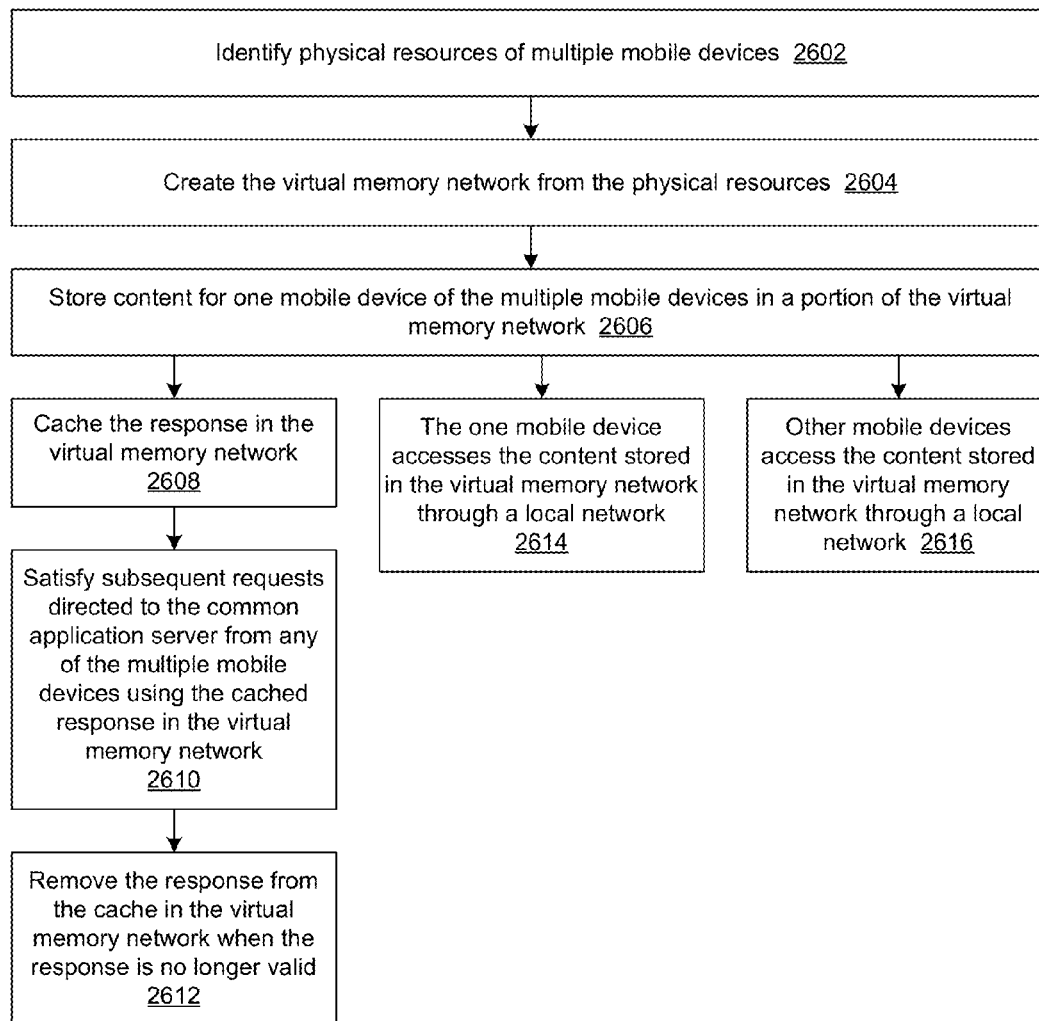 Identify physical resources of multiple mobile devices 2602
Create the virtual memory network from the physical resources 2604
Store content for one mobile device of the multiple mobile devices in a portion of the virtual
memory network 2606
Cache the response in the
virtual memory network
2608
The one mobile device
accesses the content stored
in the virtual memory network
through a local network
2614
Other mobile devices
access the content stored
in the virtual memory
network through a local
network 2616
Satisfy subsequent requests
directed to the common
application server from any
of the multiple mobile
devices using the cached
response in the virtual
memory network
2610
Remove the response from
the cache in the virtual
memory network when the
response is no longer valid
2612